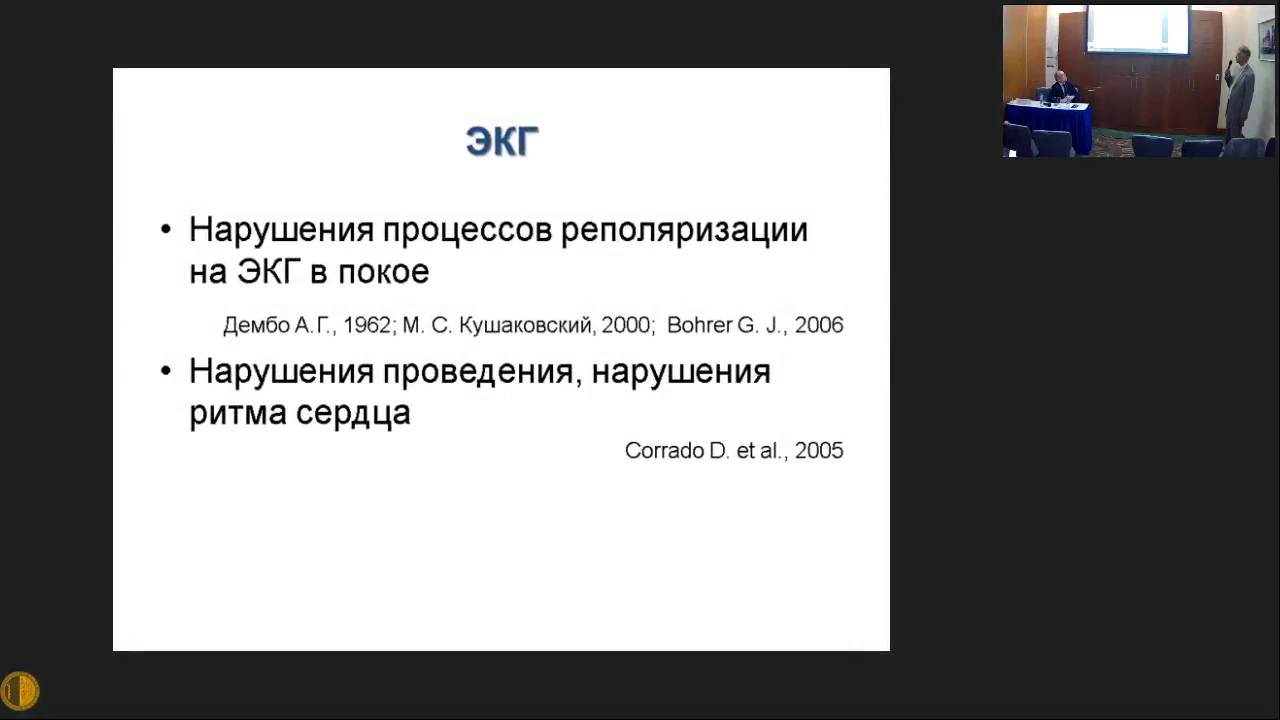 ЭКГ
• Нарушения процессов реполяризации
на ЭКГ в покое
Дембо А.Г., 1962; М. С. Кушаковский, 2000; Bohrer G. J., 2006
• Нарушения проведения, нарушения
ритма сердца
Corrado D. et al., 2005